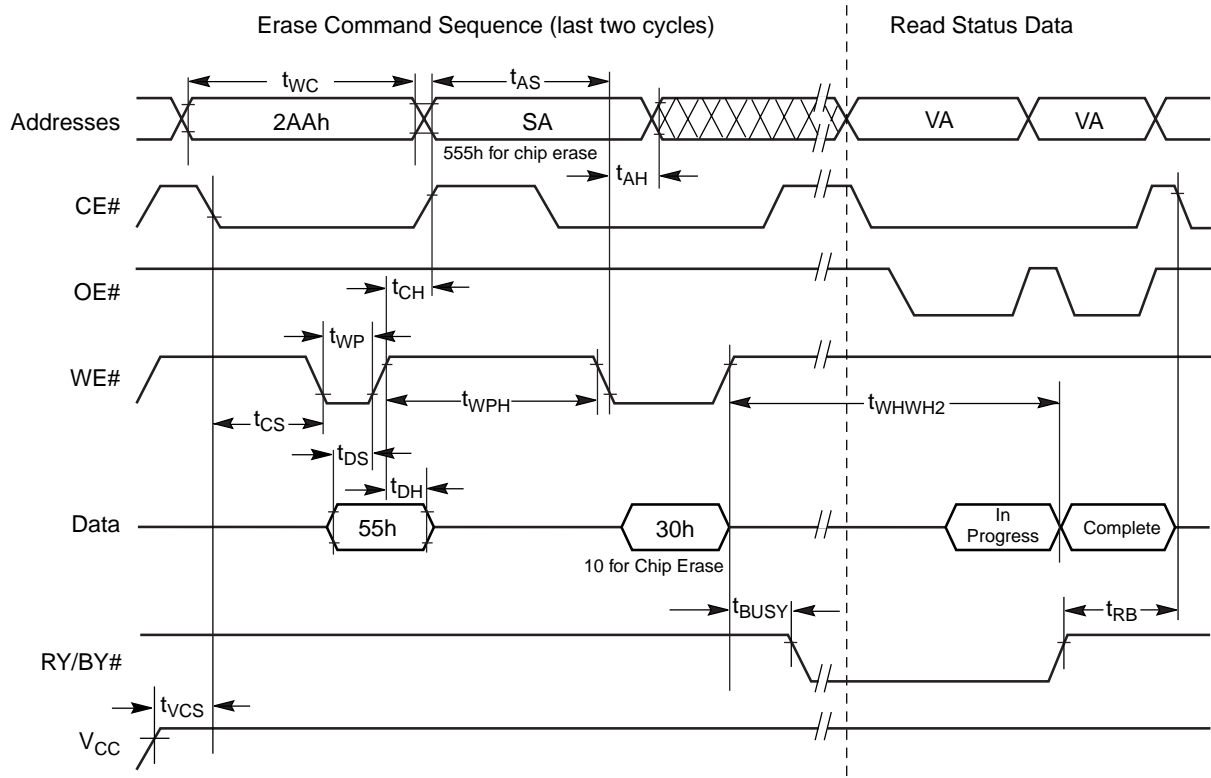 Erase Command Sequence (last two cycles)
Read Status Data
tWC
tAS
Addresses
2AAh
SA
VA
VA
555h for chip erase
tAH
CE#
OE#
tCH
tWP
WE#
tWPH
tWHWH2
tCS
tDS
tDH
Data
55h
30h
In
Progress
Complete
10 for Chip Erase
tBUSY
tRB
RY/BY#
tVCS
VCC